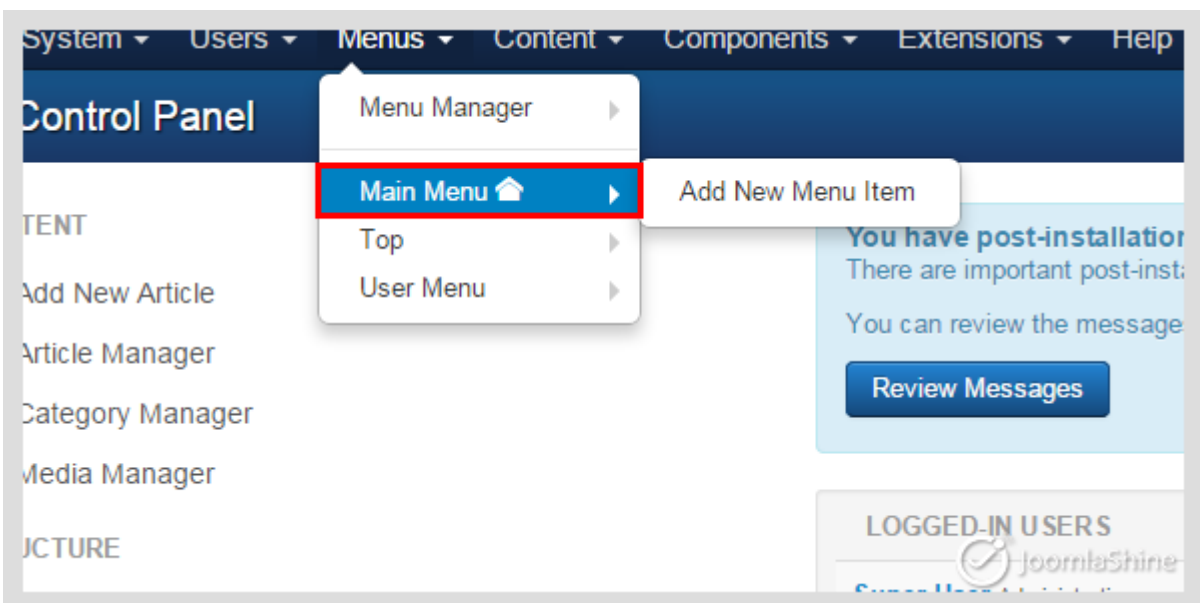 System Users Menus Content Components Extensions Help
Control Panel
Menu Manager
Main Menu
Add New Menu Item
Top
User Menu
TENT
Add New Article
Article Manager
Category Manager
Media Manager
UCTURE
You have post-installation
There are important post-insta
You can review the message
Review Messages
LOGGED-IN USERS
JoomlaShine
Super User